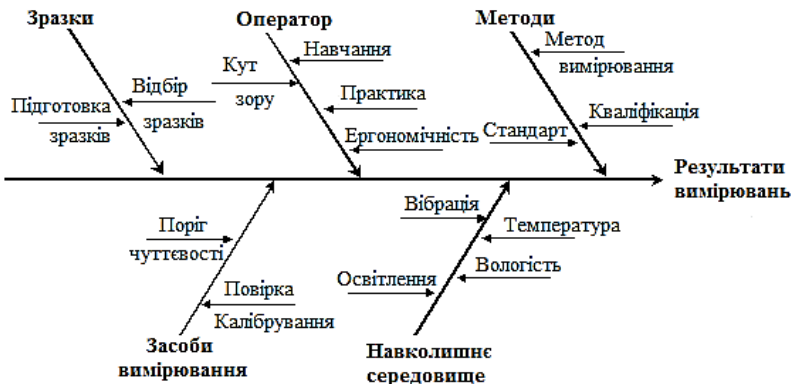 Зразки
Оператор
Методи
Навчання
Метод
вимірювання
Кут
зору
Підготовка
зразків
Відбір
зразків
Практика
Кваліфікація
Ергономічність
Стандарт
Результати
вимірювань
Вібрація
Поріг
чуттєвості
Температура
Освітлення
Вологість
Повірка
Калібрування
Засоби
вимірювання
Навколишнє
середовище